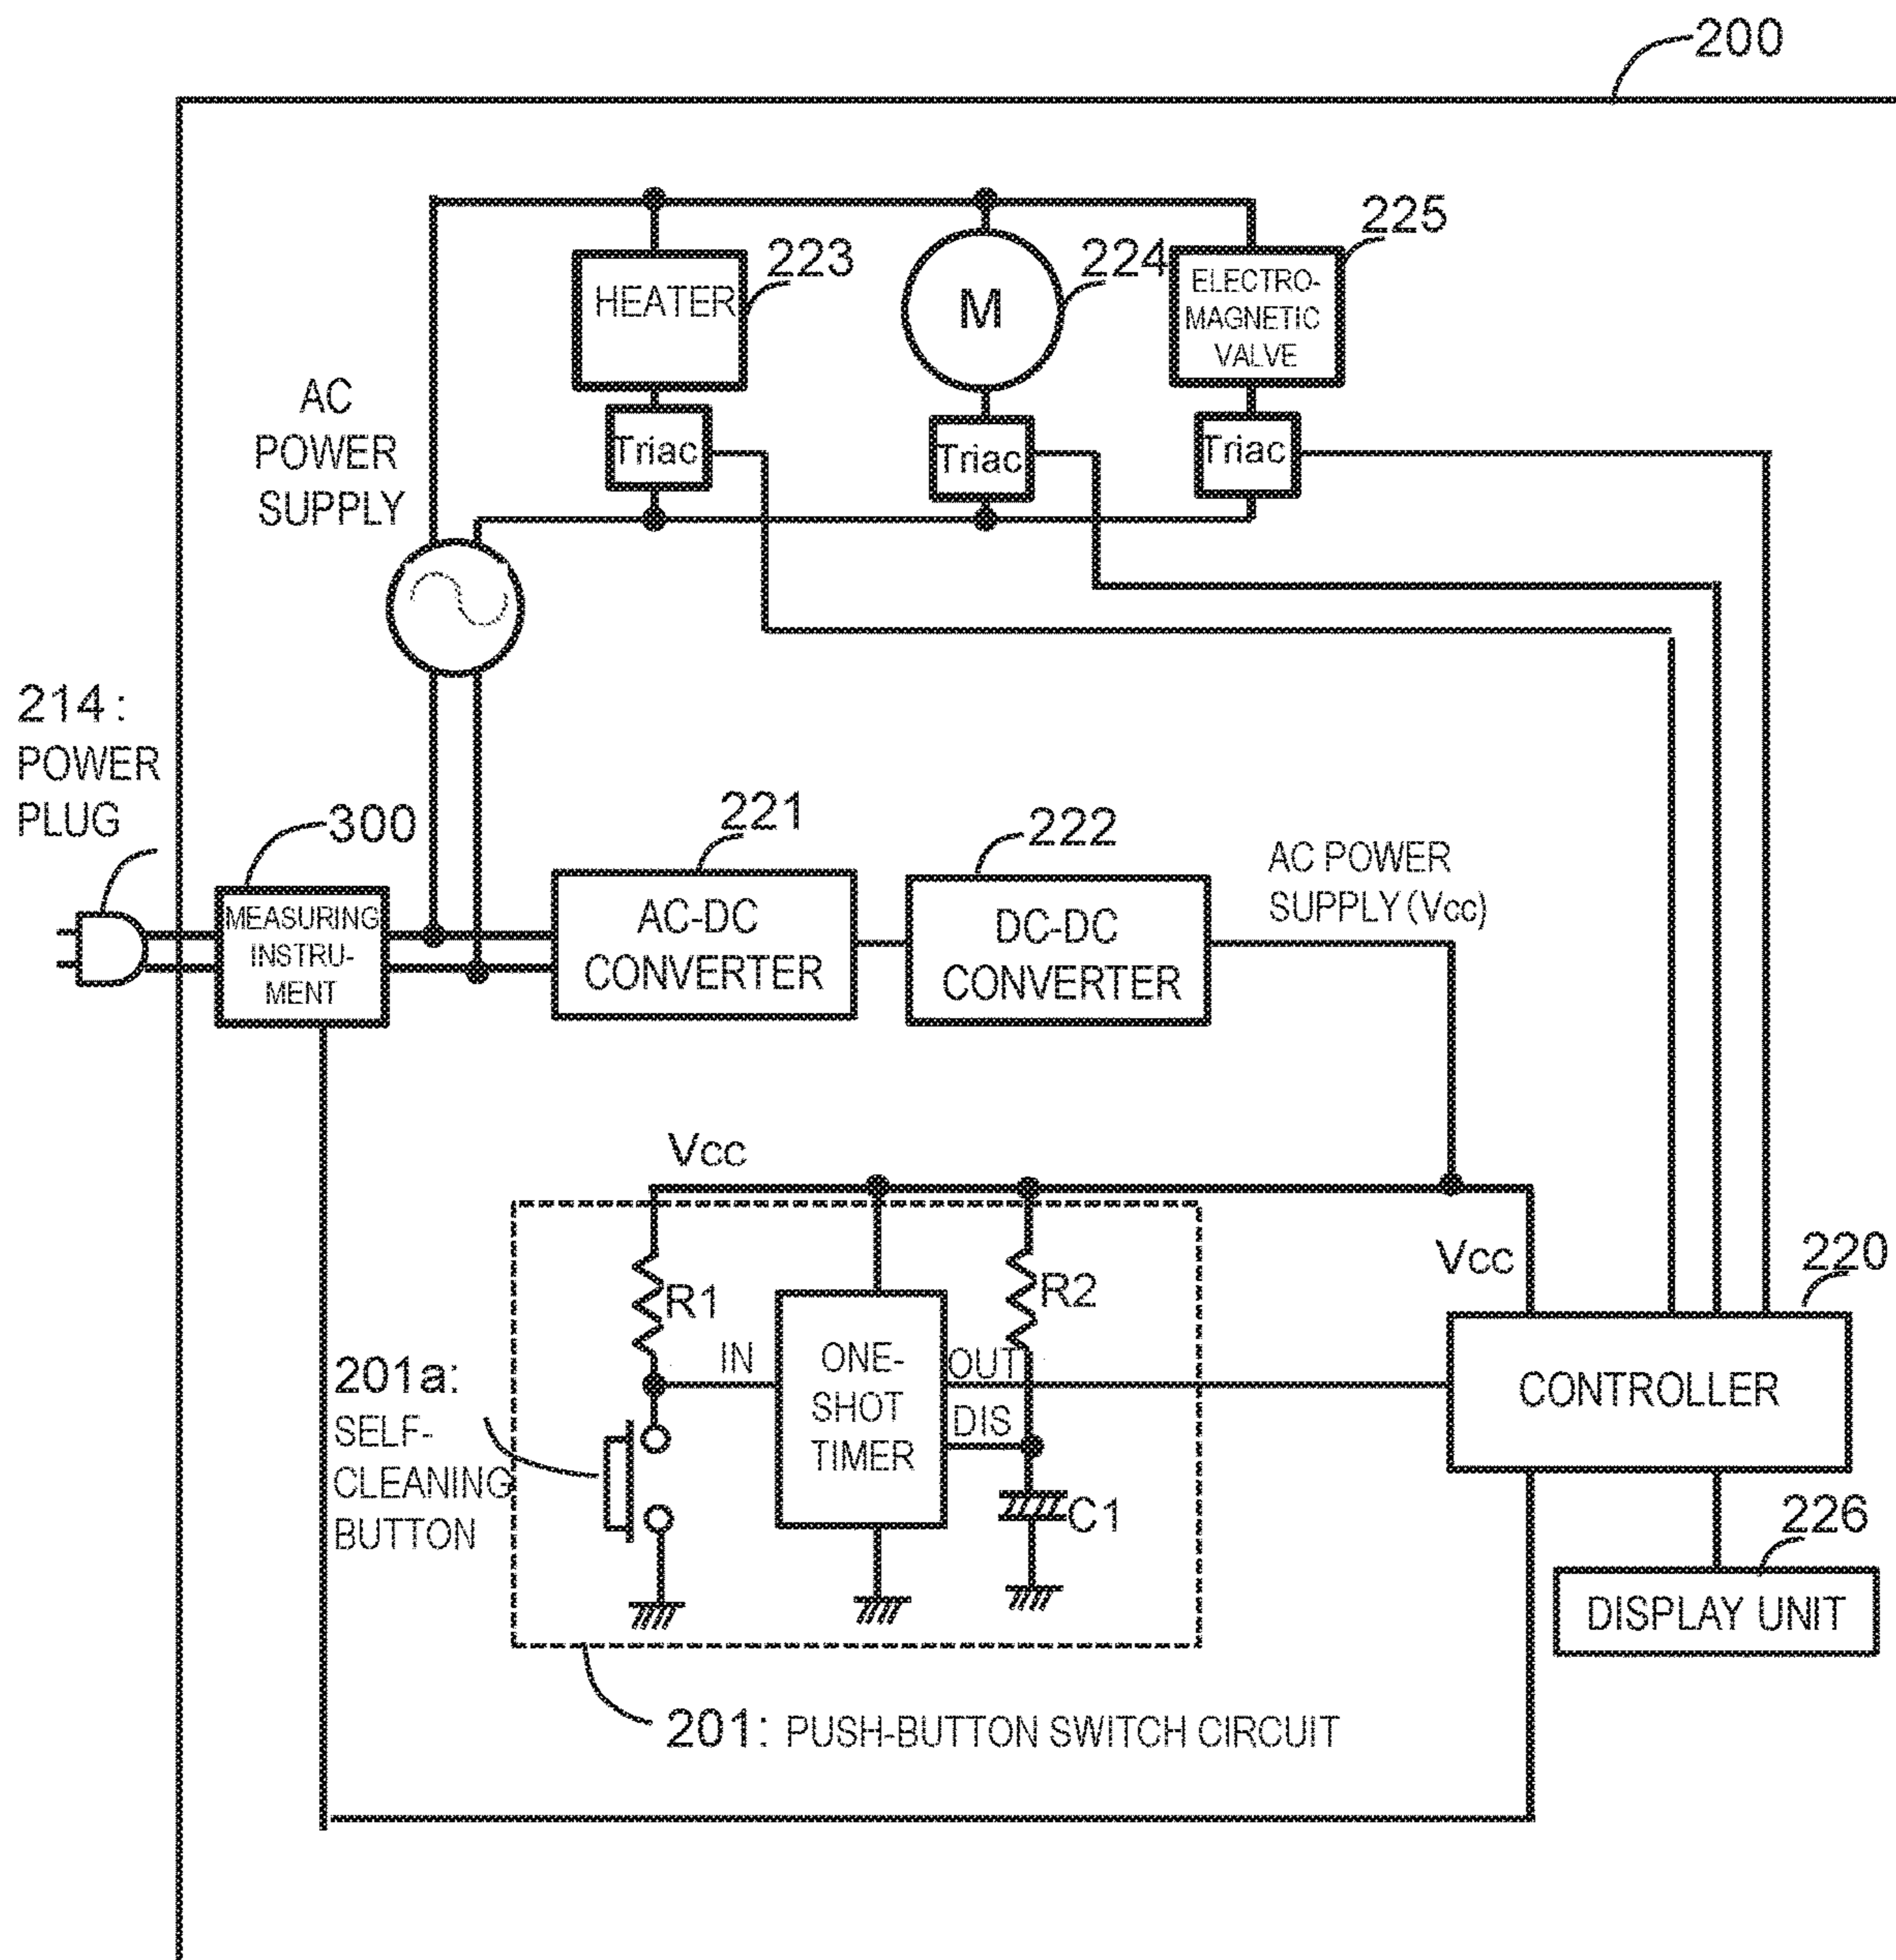 200
225
223
224
HEATER
M
ELECTRO-
MAGNETIC
VALVE
AC
POWER
SUPPLY
Triac
Triac
Triac
214:
POWER
PLUG
300
221
222
AC POWER
SUPPLY (Vcc)
MEASURING
INSTRU-
MENT
AC-DC
CONVERTER
DC-DC
CONVERTER
Vcc
Vcc
220
R1
R2
IN
ONE-
SHOT
TIMER
OUT
DIS
CONTROLLER
201a:
SELF-
CLEANING
BUTTON
C1
226
DISPLAY UNIT
201: PUSH-BUTTON SWITCH CIRCUIT